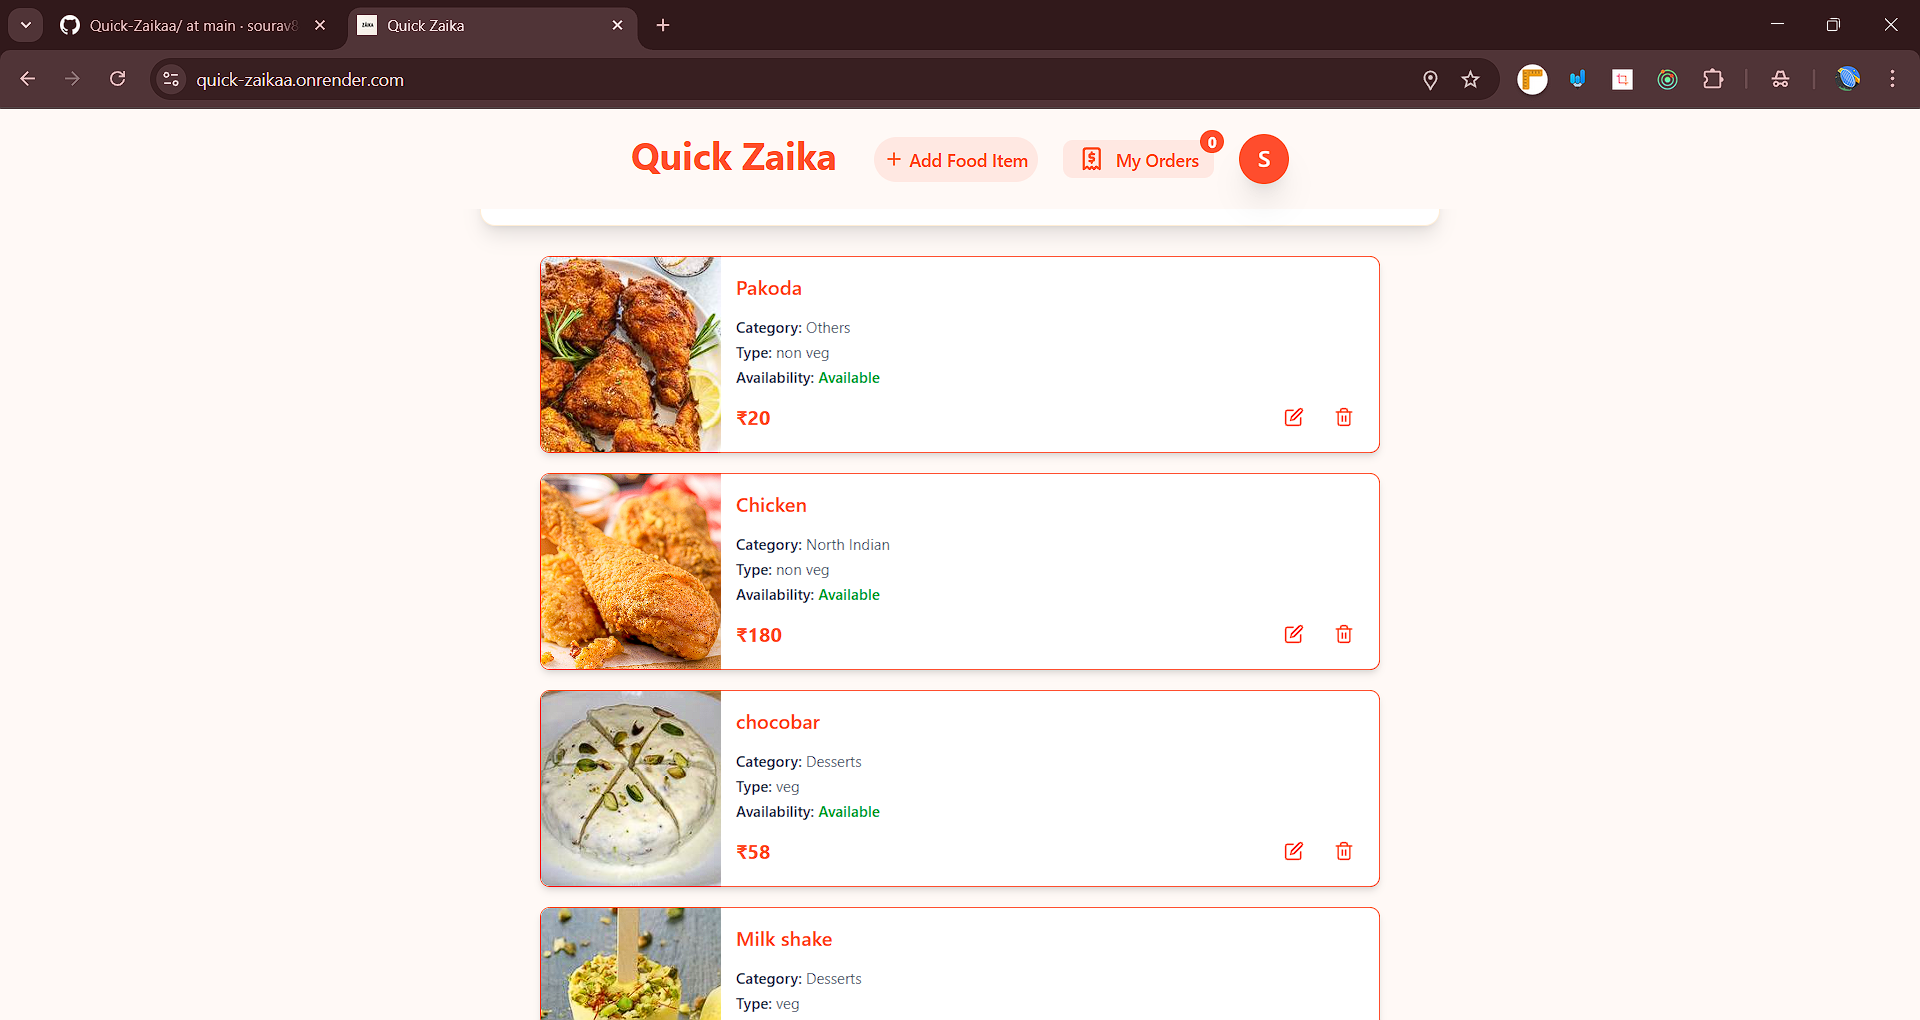 Quick-Zaikaa/ at main · sourav8
Quick Zaika
quick-zaikaa.onrender.com
Quick Zaika
+ Add Food Item
My Orders
0
S
Pakoda
Category: Others
Type: non veg
Availability: Available
₹20
Chicken
Category: North Indian
Type: non veg
Availability: Available
₹180
chocobar
Category: Desserts
Type: veg
Availability: Available
₹58
Milk shake
Category: Desserts
Type: veg